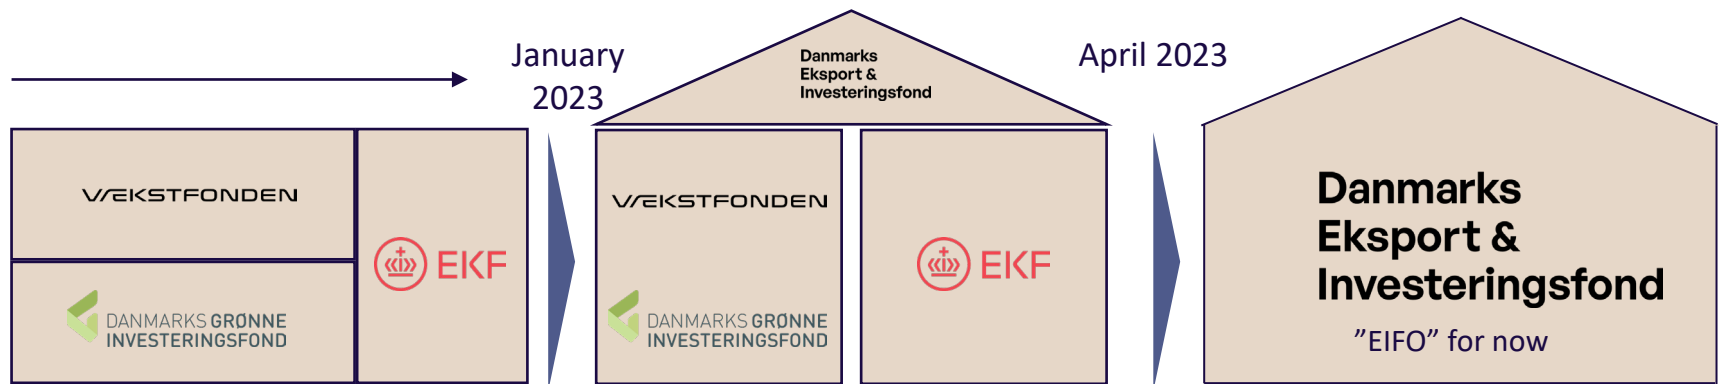 VÆKSTFONDEN
DANMARKS GRØNNE
INVESTERINGSFOND
EKF
January
2023
Danmarks
Eksport &
Investeringsfond
VÆKSTFONDEN
DANMARKS GRØNNE
INVESTERINGSFOND
EKF
April 2023
Danmarks
Eksport &
Investeringsfond
”EIFO” for now